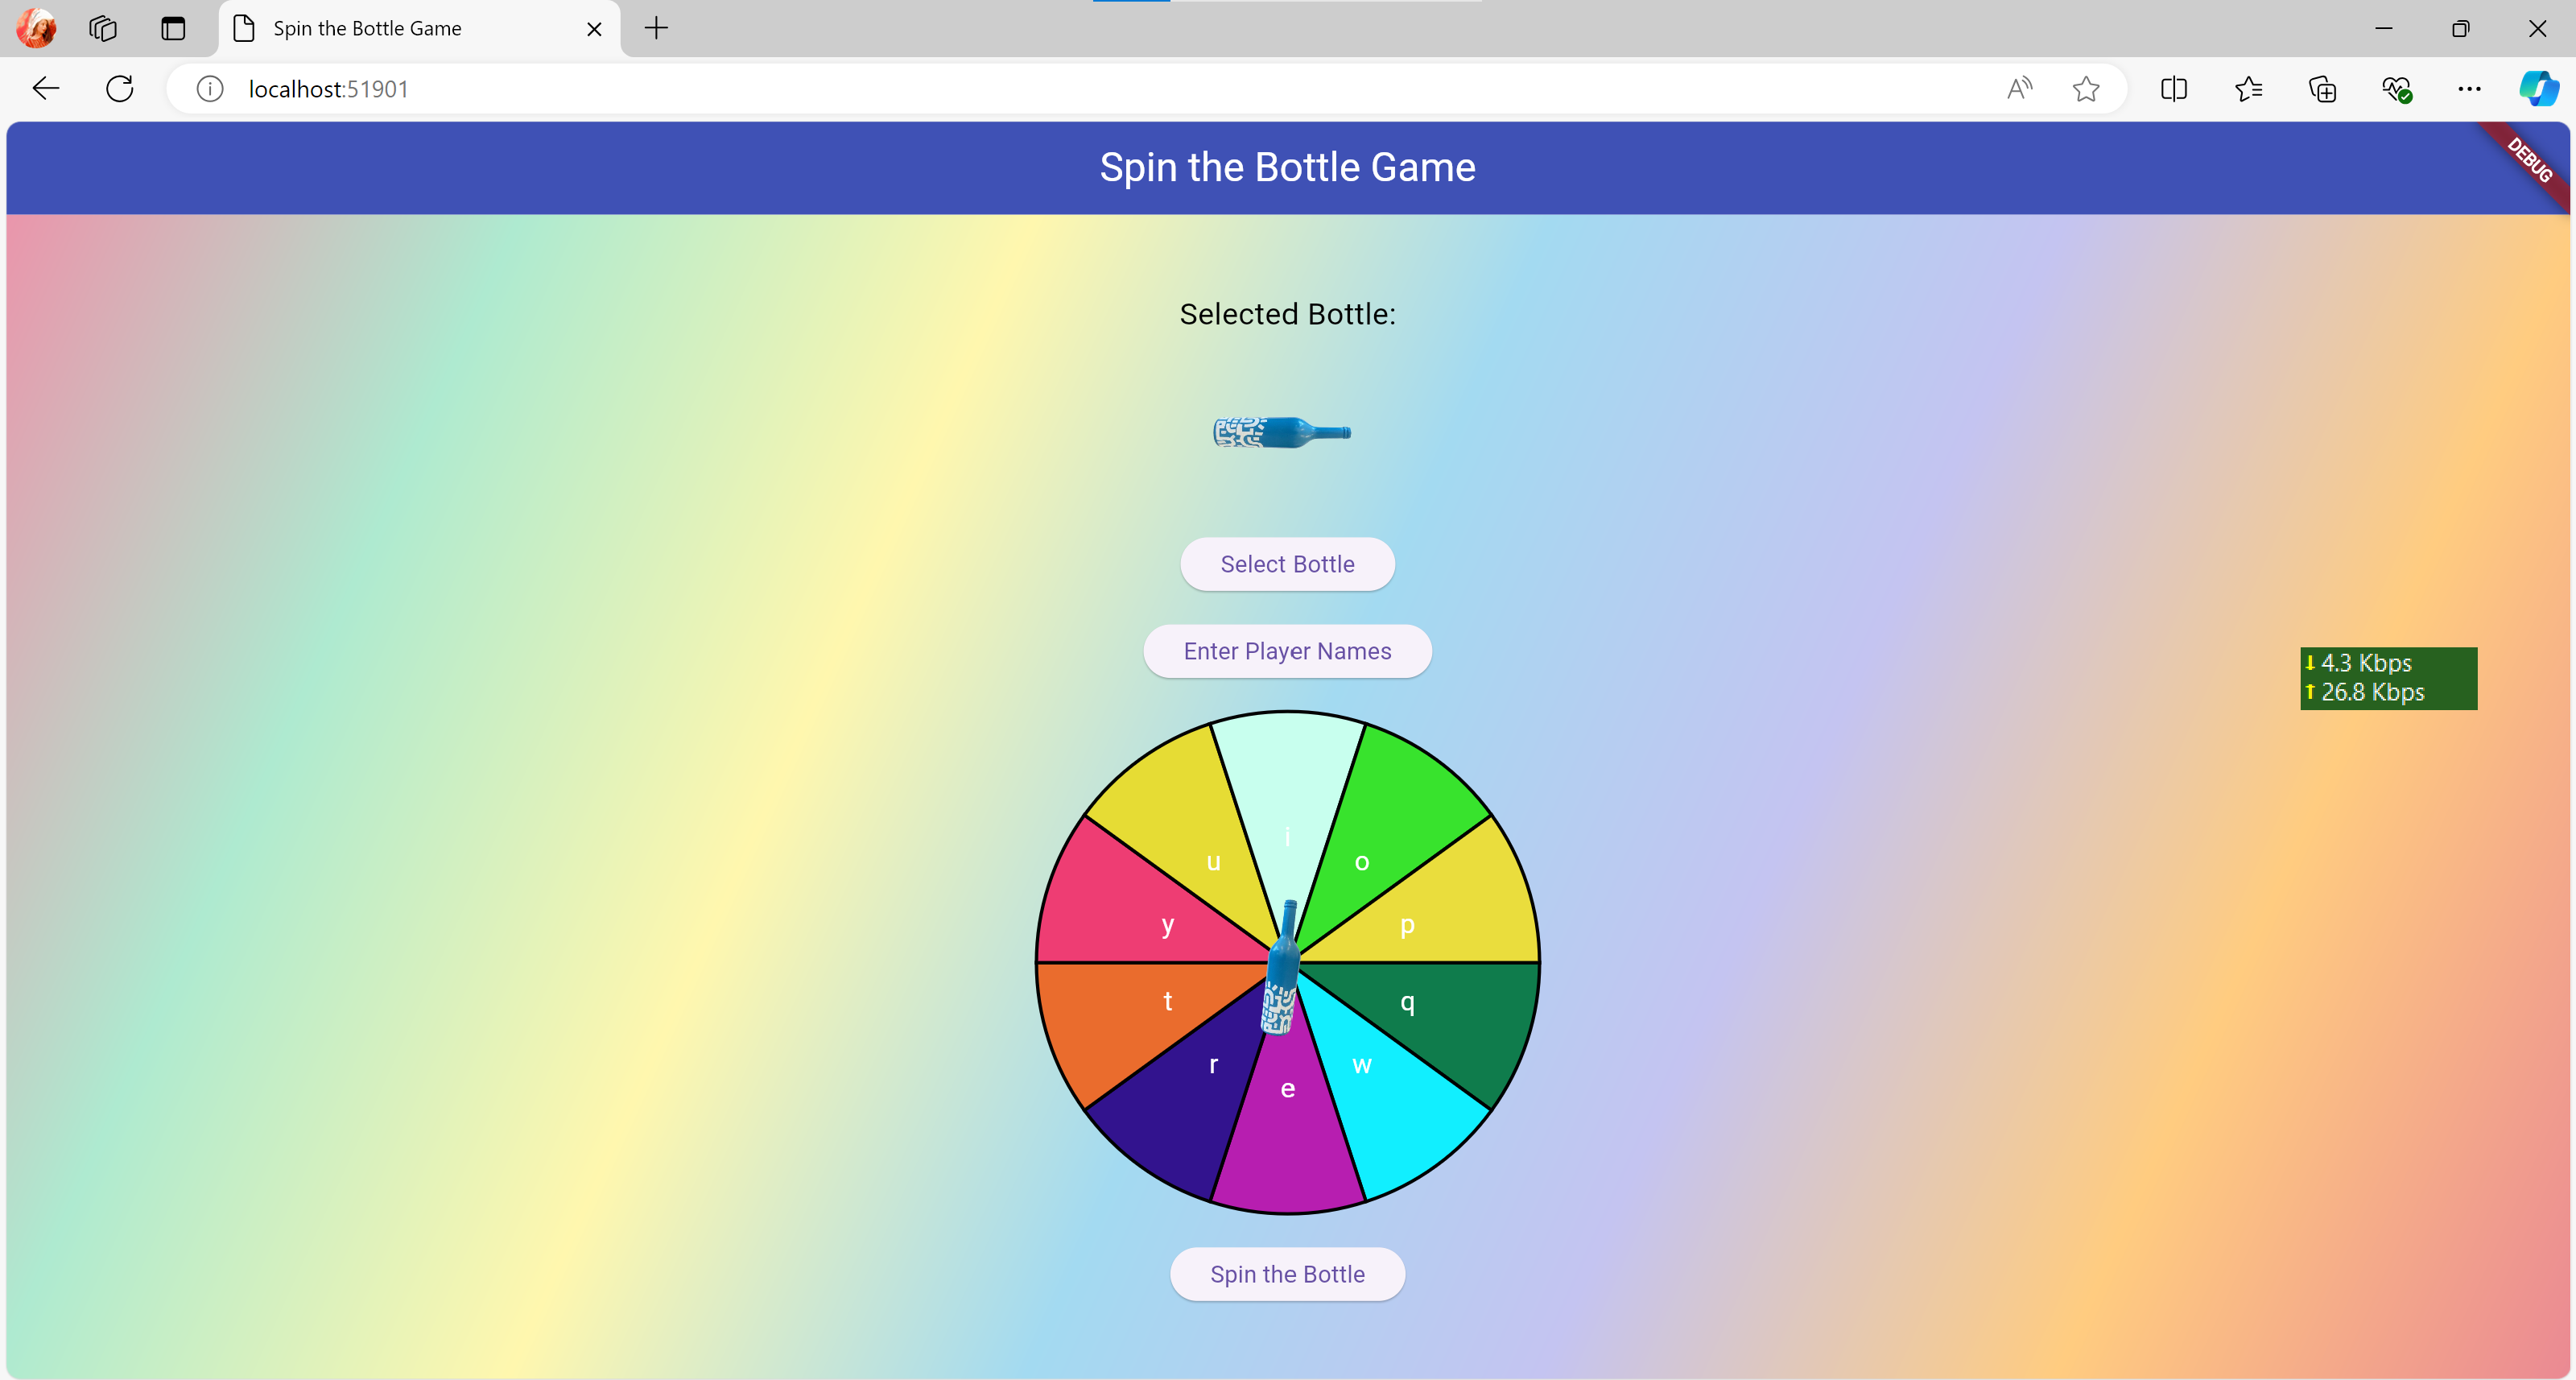 Spin the Bottle Game
localhost:51901
Spin the Bottle Game
DEBUG
Selected Bottle:
Select Bottle
Enter Player Names
↓ 4.3 Kbps
↑ 26.8 Kbps
i
u
o
y
p
t
q
r
w
e
Spin the Bottle